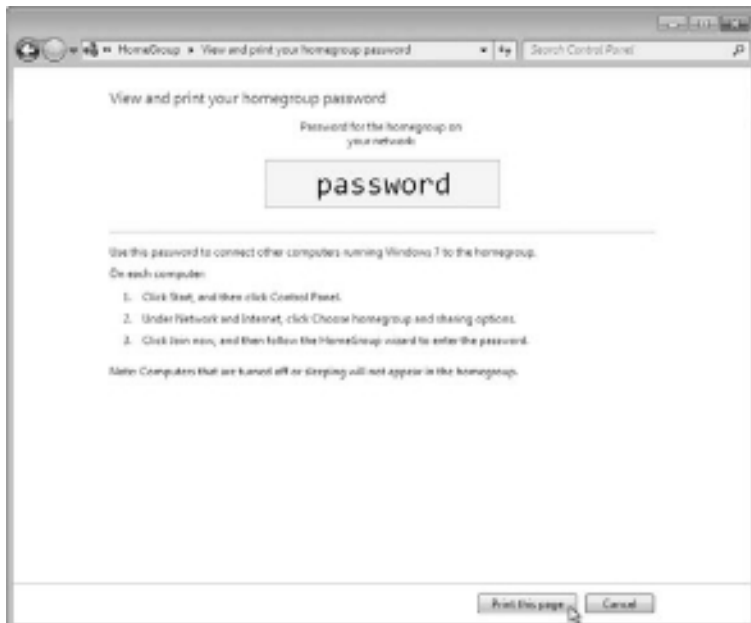 HomeGroup ▸ View and print your homegroup password
Search Control Panel
View and print your homegroup password
Password for the homegroup on
your network:
password
Use this password to connect other computers running Windows 7 to the homegroup.
On each computer:
1. Click Start, and then click Control Panel.
2. Under Network and Internet, click Choose homegroup and sharing options.
3. Click Join now, and then follow the HomeGroup wizard to enter the password.
Note: Computers that are turned off or sleeping will not appear in the homegroup.
Print this page
Cancel